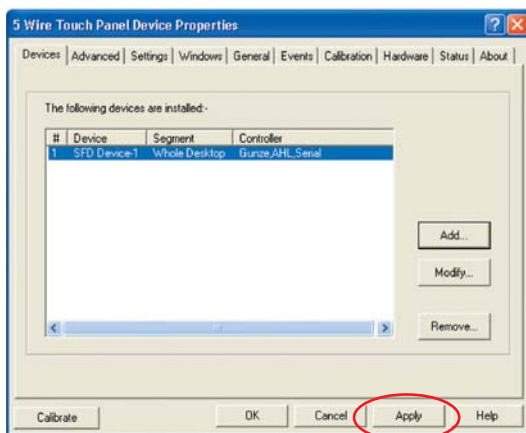 5 Wire Touch Panel Device Properties
Devices Advanced Settings Windows General Events Calibration Hardware Status About
The following devices are installed:-
# Device Segment Controller
1 SFD Device-1 Whole Desktop Gunze,AHL,Serial
Add...
Modify...
Remove...
Calibrate OK Cancel Apply Help